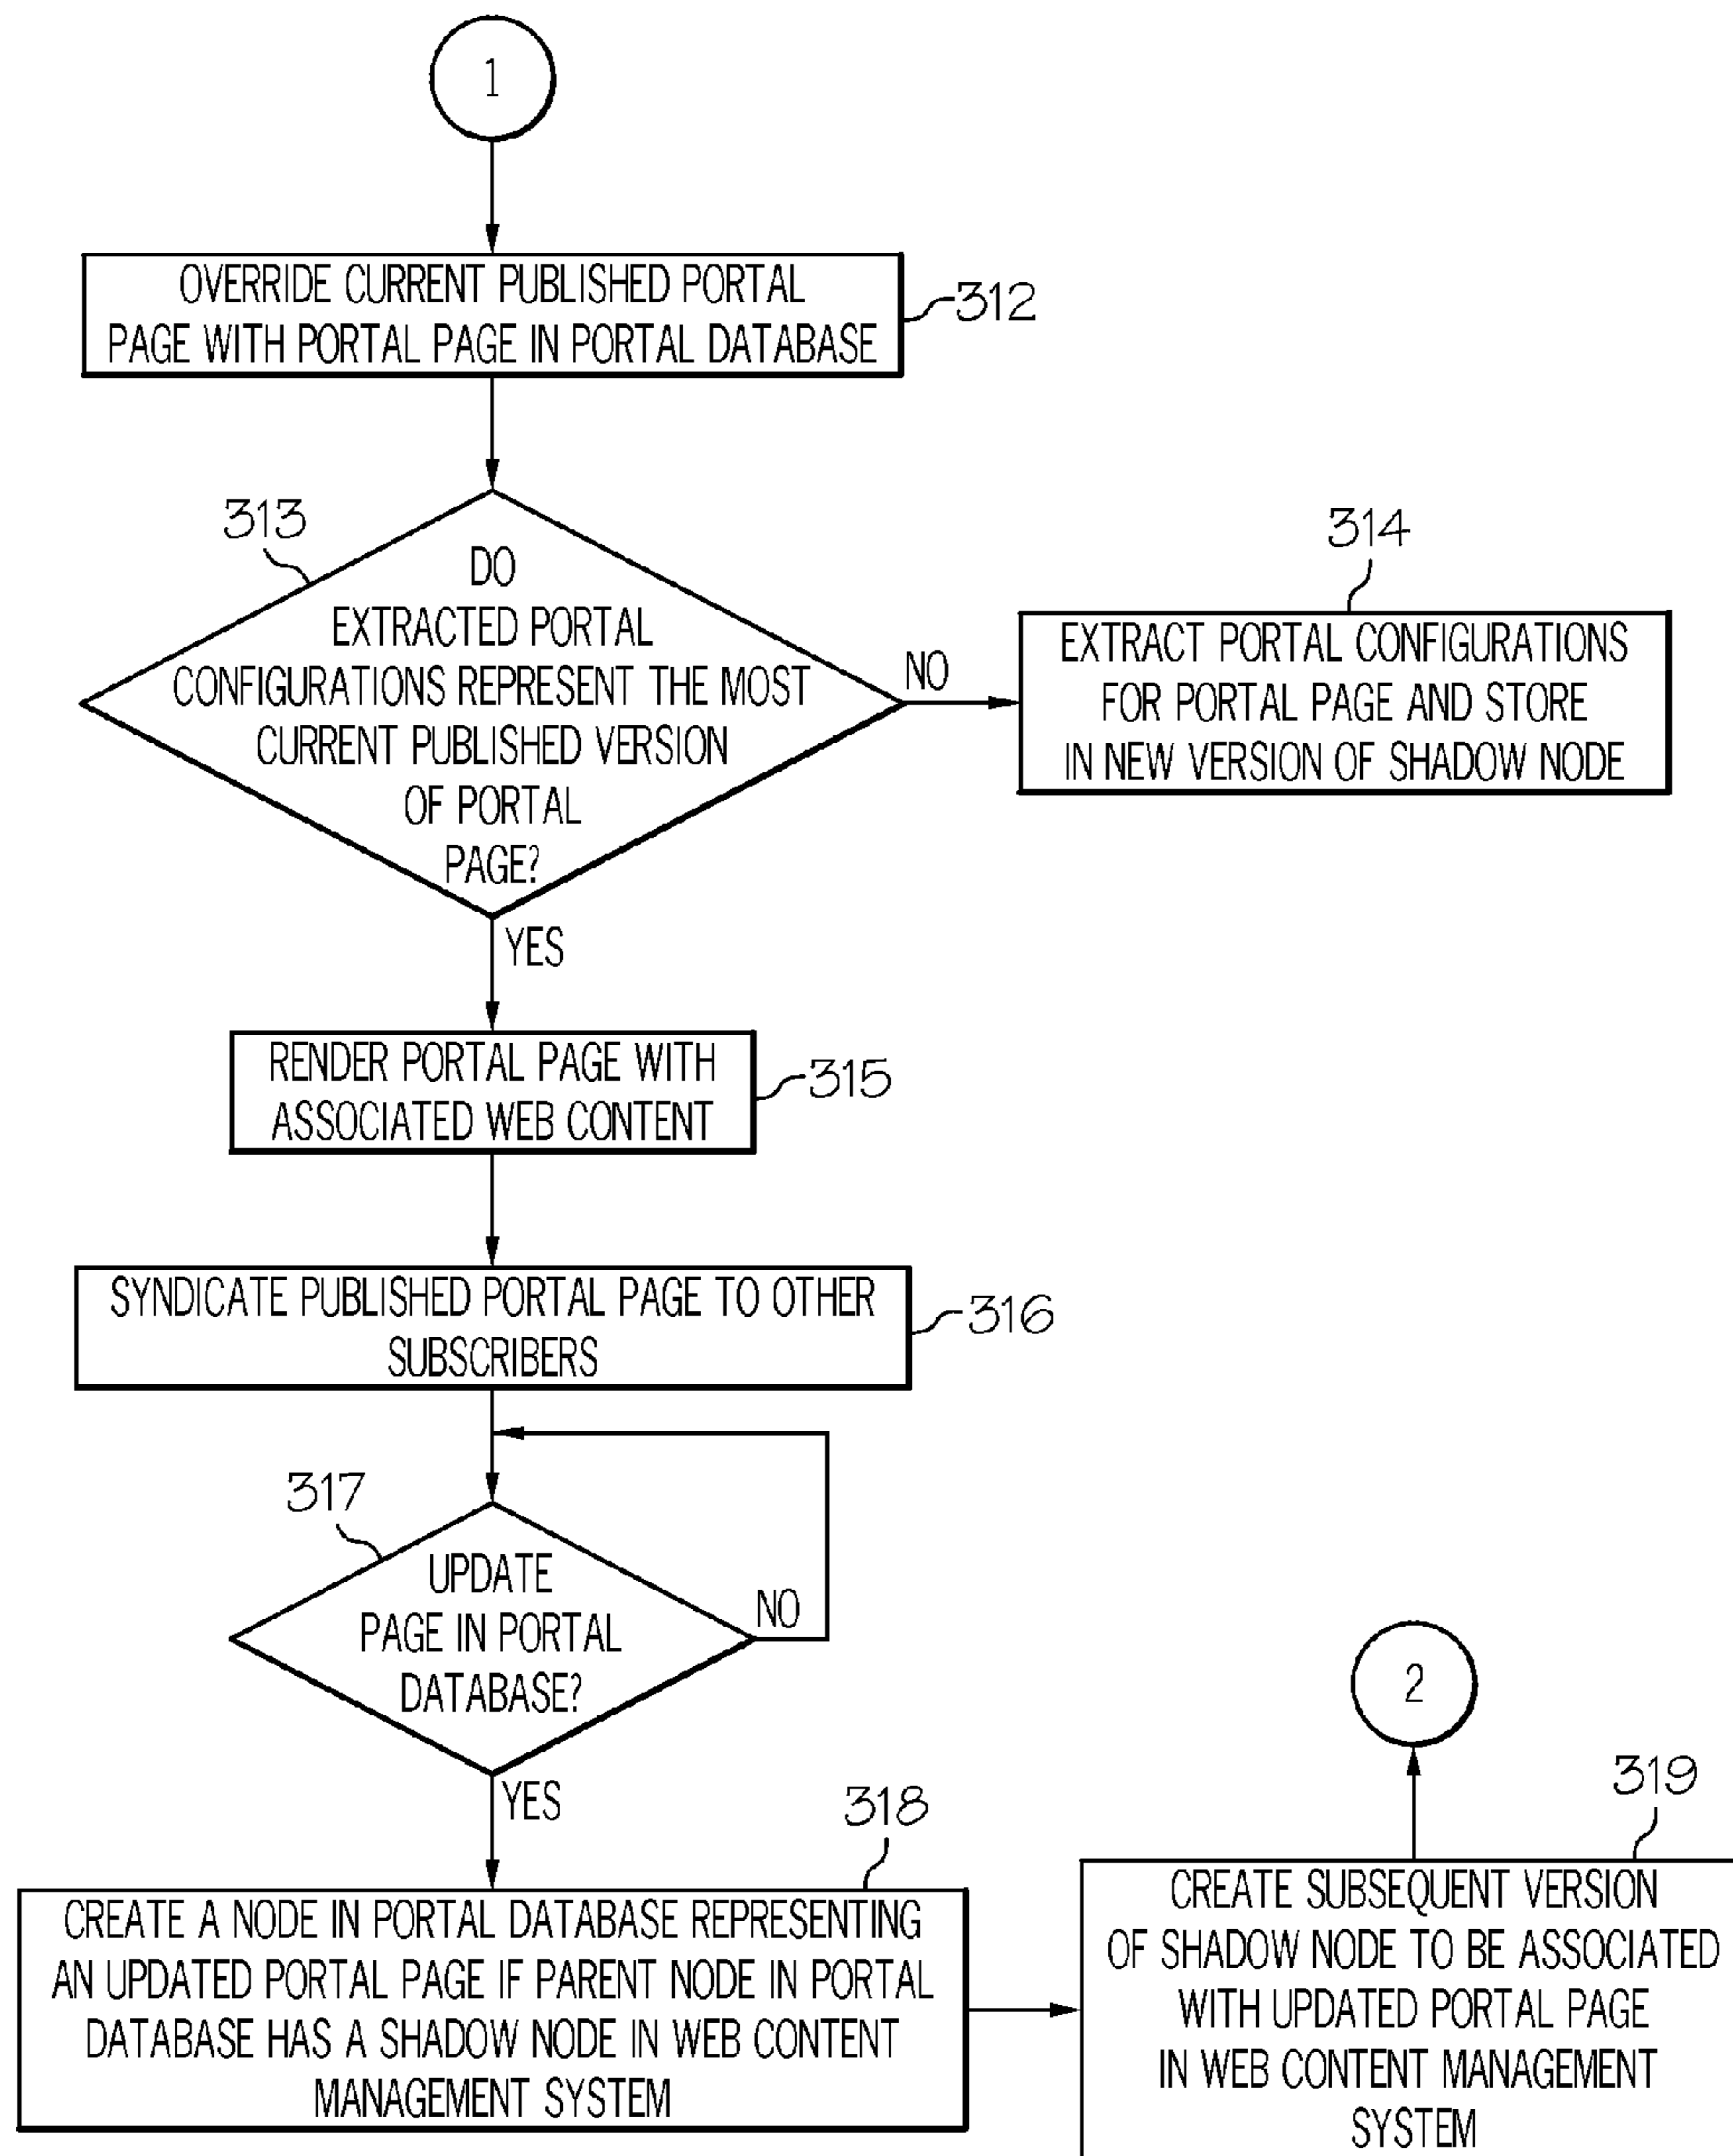 1
OVERRIDE CURRENT PUBLISHED PORTAL
PAGE WITH PORTAL PAGE IN PORTAL DATABASE
312
313
DO
EXTRACTED PORTAL
CONFIGURATIONS REPRESENT THE MOST
CURRENT PUBLISHED VERSION
OF PORTAL
PAGE?
NO
314
EXTRACT PORTAL CONFIGURATIONS
FOR PORTAL PAGE AND STORE
IN NEW VERSION OF SHADOW NODE
YES
RENDER PORTAL PAGE WITH
ASSOCIATED WEB CONTENT
315
SYNDICATE PUBLISHED PORTAL PAGE TO OTHER
SUBSCRIBERS
316
317
UPDATE
PAGE IN PORTAL
DATABASE?
NO
YES
318
CREATE A NODE IN PORTAL DATABASE REPRESENTING
AN UPDATED PORTAL PAGE IF PARENT NODE IN PORTAL
DATABASE HAS A SHADOW NODE IN WEB CONTENT
MANAGEMENT SYSTEM
319
CREATE SUBSEQUENT VERSION
OF SHADOW NODE TO BE ASSOCIATED
WITH UPDATED PORTAL PAGE
IN WEB CONTENT MANAGEMENT
SYSTEM
2